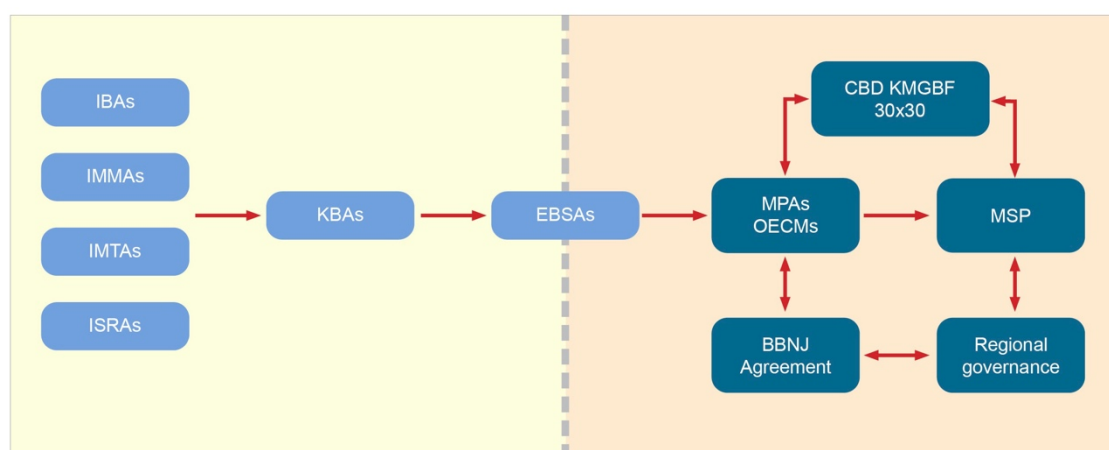 IBAs
IMMAs
IMTAs
ISRAs
KBAs
EBSAs
CBD KMGBF
30x30
MPAs
OECMs
MSP
BBNJ
Agreement
Regional
governance